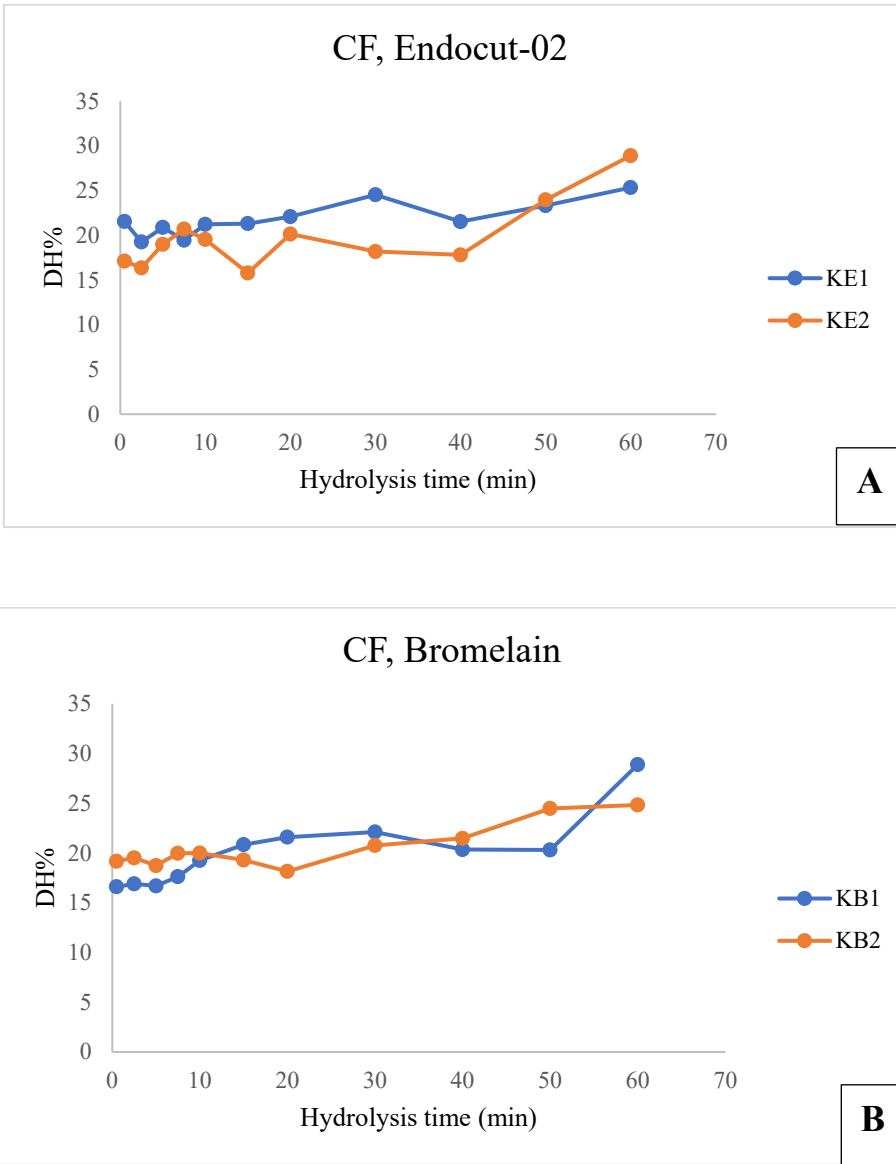 CF, Endocut-02
35
30
25
20
15
10
5
0
DH%
0 10 20 30 40 50 60 70
Hydrolysis time (min)
KE1
KE2
A
CF, Bromelain
35
30
25
20
15
10
5
0
DH%
0 10 20 30 40 50 60 70
Hydrolysis time (min)
KB1
KB2
B